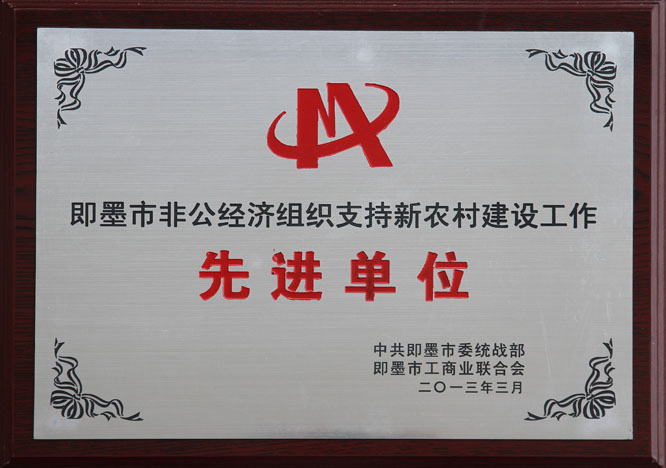 即墨市非公经济组织支持新农村建设工作
先进单位
中共即墨市委统战部
即墨市工商业联合会
二〇一三年三月